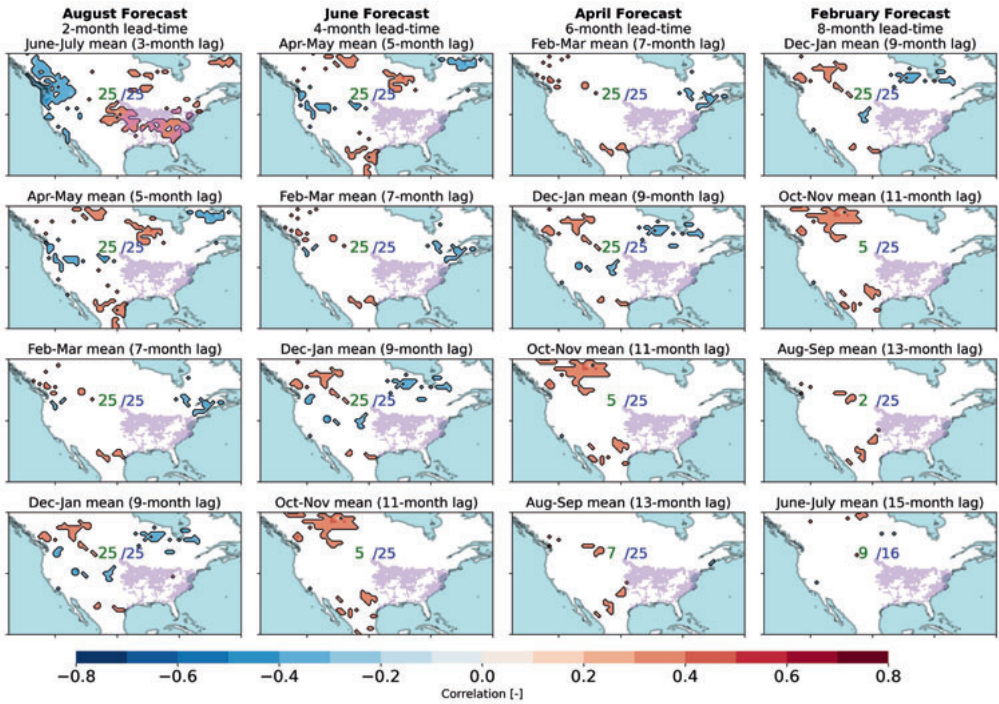 August Forecast
2-month lead-time
June-July mean (3-month lag)
25 /25
June Forecast
4-month lead-time
Apr-May mean (5-month lag)
25 /25
April Forecast
6-month lead-time
Feb-Mar mean (7-month lag)
25 /25
February Forecast
8-month lead-time
Dec-Jan mean (9-month lag)
25 /25
Apr-May mean (5-month lag)
25 /25
Feb-Mar mean (7-month lag)
25 /25
Dec-Jan mean (9-month lag)
25 /25
Oct-Nov mean (11-month lag)
5 /25
Feb-Mar mean (7-month lag)
25 /25
Dec-Jan mean (9-month lag)
25 /25
Oct-Nov mean (11-month lag)
5 /25
Aug-Sep mean (13-month lag)
2 /25
Dec-Jan mean (9-month lag)
25 /25
Oct-Nov mean (11-month lag)
5 /25
Aug-Sep mean (13-month lag)
7 /25
June-July mean (15-month lag)
9 /16
−0.8 −0.6 −0.4 −0.2 0.0 0.2 0.4 0.6 0.8
Correlation [-]